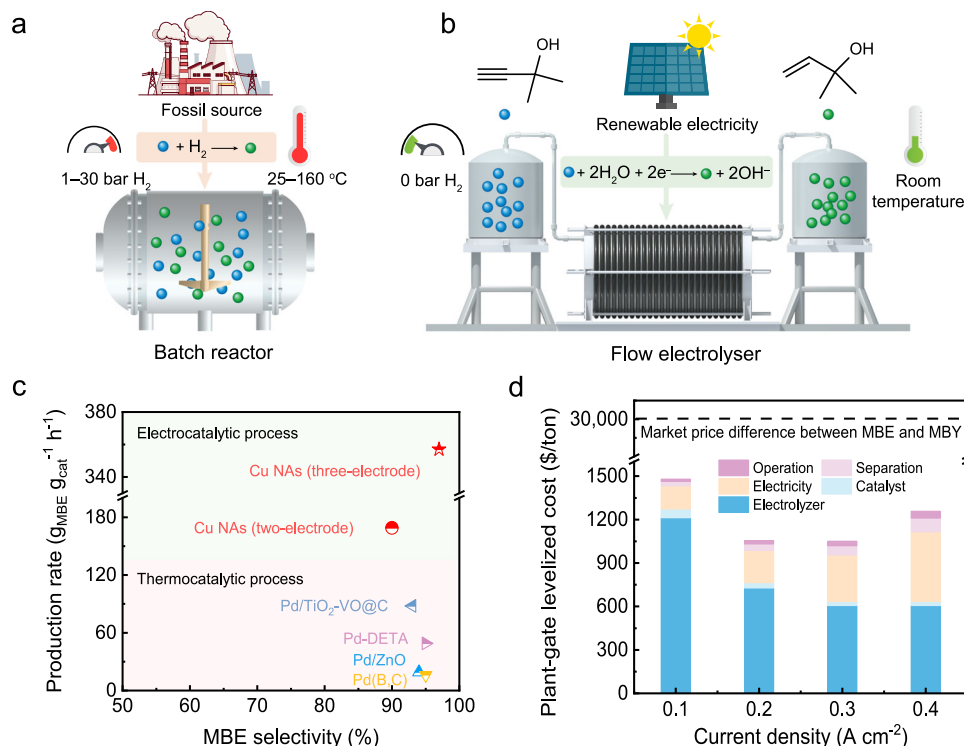 a
Fossil source
+ H₂
1–30 bar H₂
25–160 °C
Batch reactor
b
OH
OH
Renewable electricity
0 bar H₂
+ 2H₂O + 2e⁻ + 2OH⁻
Room
temperature
Flow electrolyser
c
Production rate (g_MBE g_cat⁻¹ h⁻¹)
380
340
180
120
60
0
Electrocatalytic process
Cu NAs (three-electrode)
Cu NAs (two-electrode)
Thermocatalytic process
Pd/TiO₂-VO@C
Pd-DETA
Pd/ZnO
Pd(B,C)
50 60 70 80 90 100
MBE selectivity (%)
d
Plant-gate levelized cost ($/ton)
30,000
1500
1200
900
600
300
0
Market price difference between MBE and MBY
Operation Separation
Electricity Catalyst
Electrolyzer
0.1 0.2 0.3 0.4
Current density (A cm⁻²)